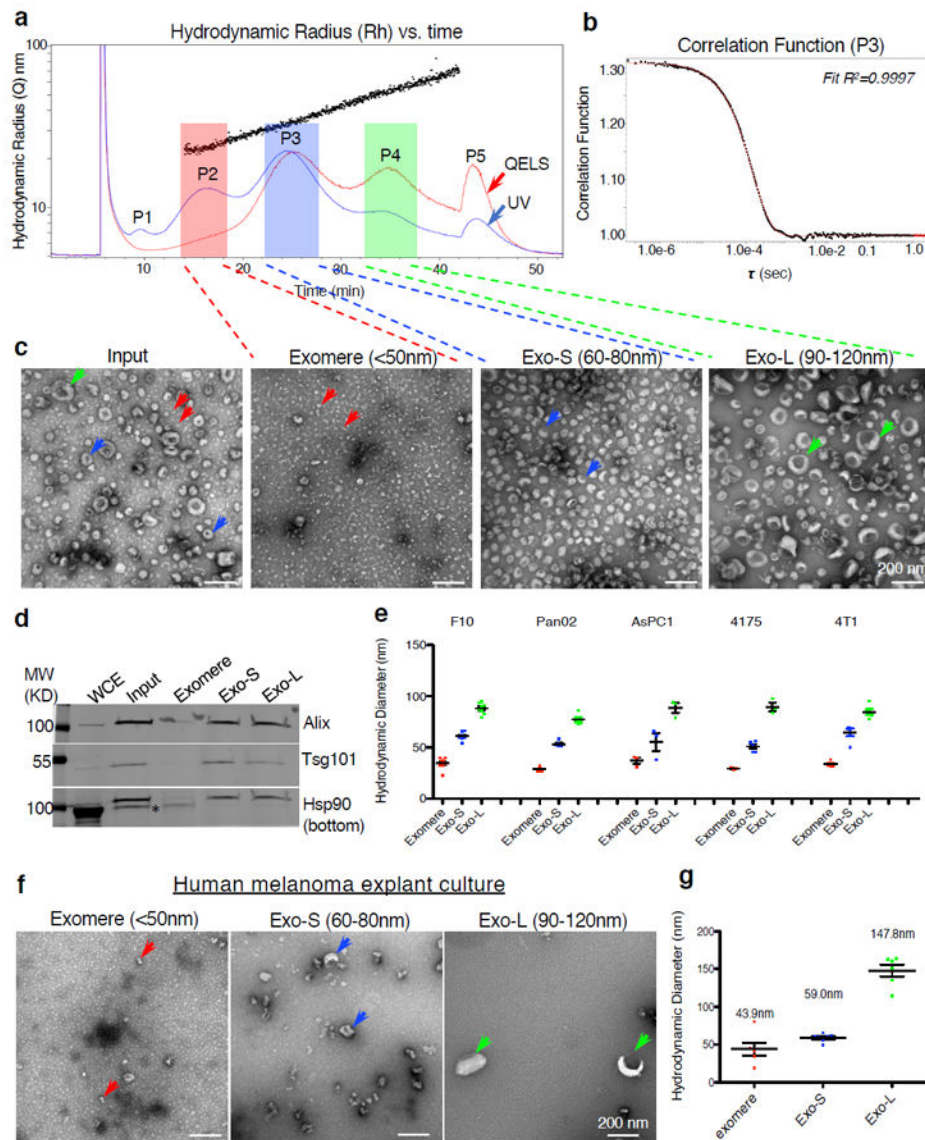 a
Hydrodynamic Radius (Rh) vs. time
Hydrodynamic Radius (Q) nm
100
10
P1
P2
P3
P4
P5
QELS
UV
10
20
30
40
50
Time (min)
b
Correlation Function (P3)
Fit R²=0.9997
Correlation Function
1.30
1.20
1.10
1.00
1.0e-6
1.0e-4
1.0e-2
0.1
1.0
τ (sec)
c
Input
Exomere (<50nm)
Exo-S (60-80nm)
Exo-L (90-120nm)
200 nm
d
MW
(KD)
WCE
Input
Exomere
Exo-S
Exo-L
100
Alix
55
Tsg101
100
*
Hsp90
(bottom)
e
F10
Pan02
AsPC1
4175
4T1
Hydrodynamic Diameter (nm)
150
100
50
0
Exomere
Exo-S
Exo-L
Exomere
Exo-S
Exo-L
Exomere
Exo-S
Exo-L
Exomere
Exo-S
Exo-L
Exomere
Exo-S
Exo-L
f
Human melanoma explant culture
Exomere (<50nm)
Exo-S (60-80nm)
Exo-L (90-120nm)
200 nm
g
Hydrodynamic Diameter (nm)
200
150
100
50
0
43.9nm
59.0nm
147.8nm
exomere
Exo-S
Exo-L